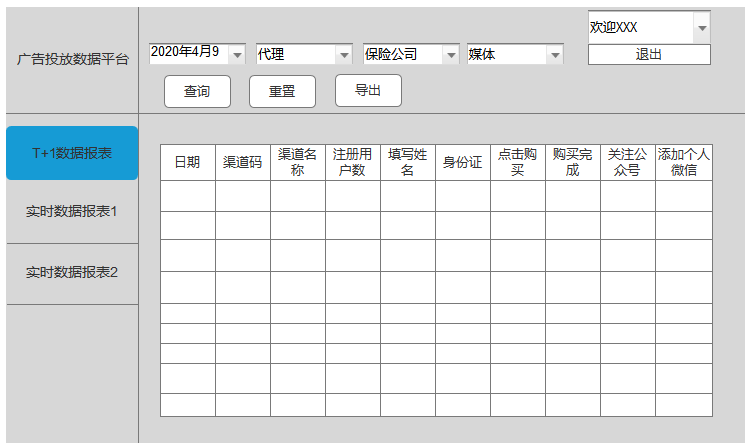 广告投放数据平台
2020年4月9
代理
保险公司
媒体
欢迎XXX
退出
查询
重置
导出
T+1数据报表
实时数据报表1
实时数据报表2
日期
渠道码
渠道名
称
注册用
户数
填写姓
名
身份证
点击购
买
购买完
成
关注公
众号
添加个人
微信